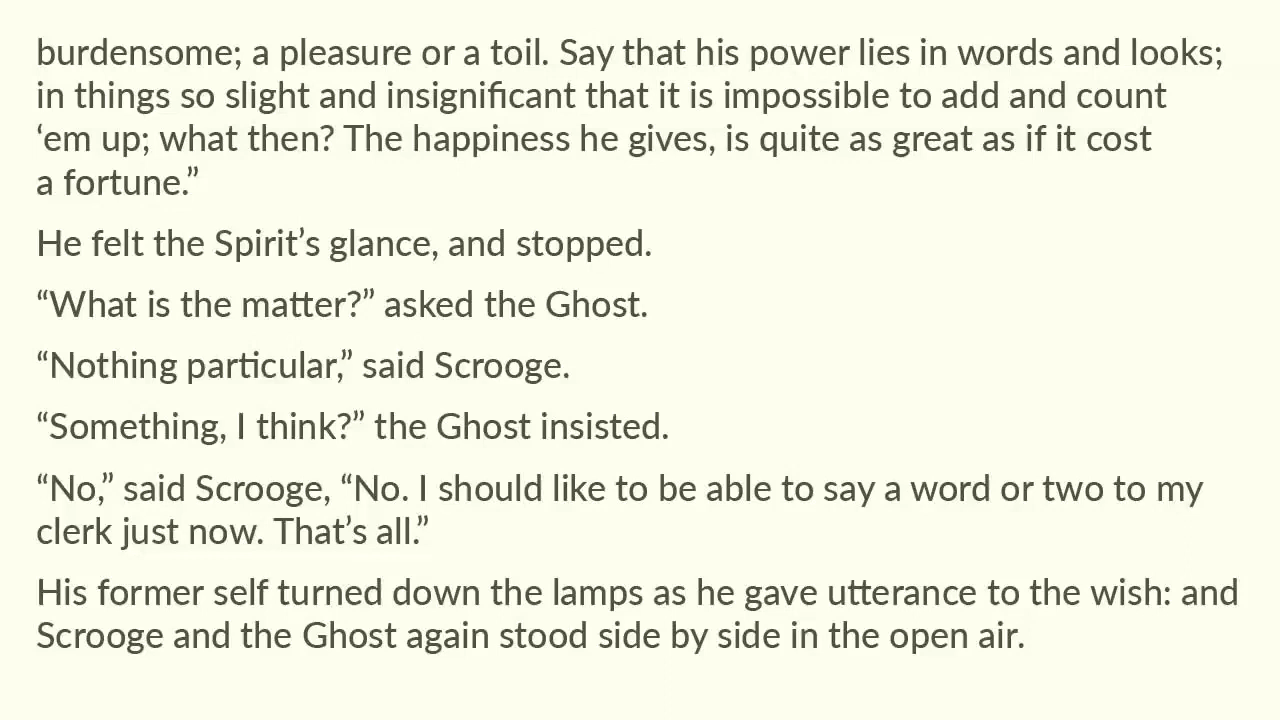 burdensome; a pleasure or a toil. Say that his power lies in words and looks;
in things so slight and insignificant that it is impossible to add and count
‘em up; what then? The happiness he gives, is quite as great as if it cost
a fortune.”
He felt the Spirit’s glance, and stopped.
“What is the matter?” asked the Ghost.
“Nothing particular,” said Scrooge.
“Something, I think?” the Ghost insisted.
“No,” said Scrooge, “No. I should like to be able to say a word or two to my
clerk just now. That’s all.”
His former self turned down the lamps as he gave utterance to the wish: and
Scrooge and the Ghost again stood side by side in the open air.